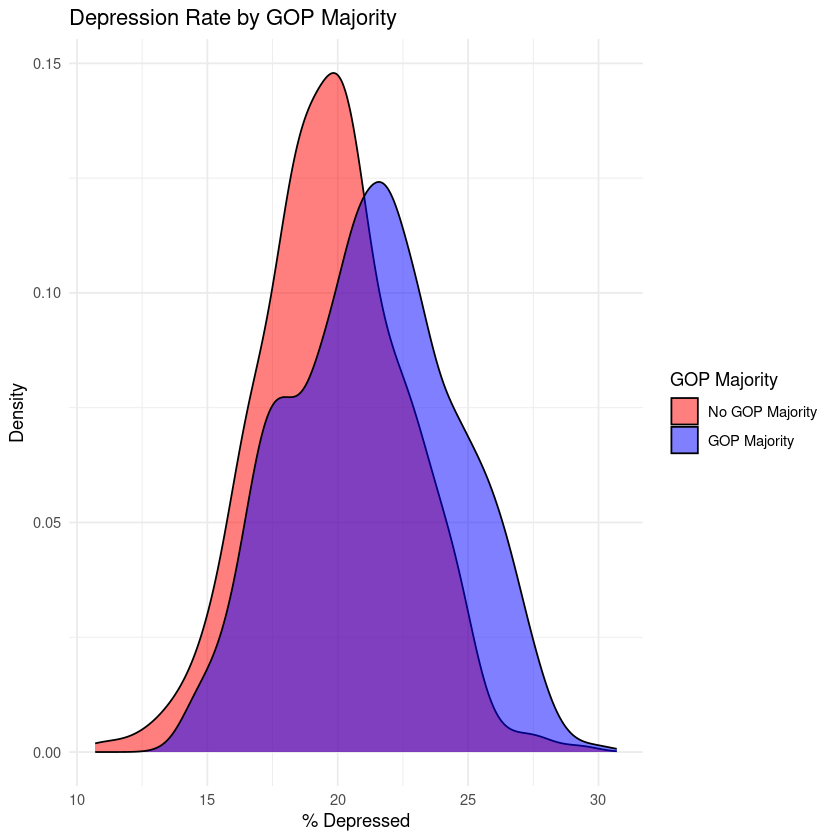 Depression Rate by GOP Majority
0.15
0.10
0.05
0.00
Density
10 15 20 25 30
% Depressed
GOP Majority
No GOP Majority
GOP Majority